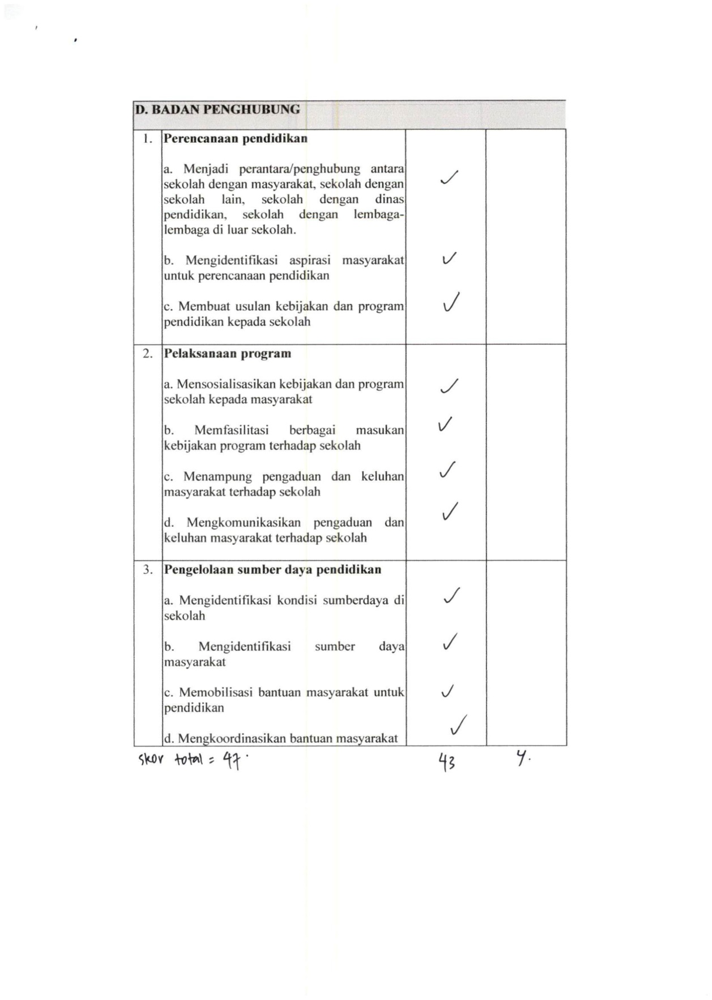 D. BADAN PENGHUBUNG
1. Perencanaan pendidikan
a. Menjadi perantara/penghubung antara
sekolah dengan masyarakat, sekolah dengan
sekolah lain, sekolah dengan dinas
pendidikan, sekolah dengan lembaga-
lembaga di luar sekolah.
✓
b. Mengidentifikasi aspirasi masyarakat
untuk perencanaan pendidikan
✓
c. Membuat usulan kebijakan dan program
pendidikan kepada sekolah
✓
2. Pelaksanaan program
a. Mensosialisasikan kebijakan dan program
sekolah kepada masyarakat
✓
b. Memfasilitasi berbagai masukan
kebijakan program terhadap sekolah
✓
c. Menampung pengaduan dan keluhan
masyarakat terhadap sekolah
✓
d. Mengkomunikasikan pengaduan dan
keluhan masyarakat terhadap sekolah
✓
3. Pengelolaan sumber daya pendidikan
a. Mengidentifikasi kondisi sumberdaya di
sekolah
✓
b. Mengidentifikasi sumber daya
masyarakat
✓
c. Memobilisasi bantuan masyarakat untuk
pendidikan
✓
d. Mengkoordinasikan bantuan masyarakat
✓
skor total = 47. 43 4.